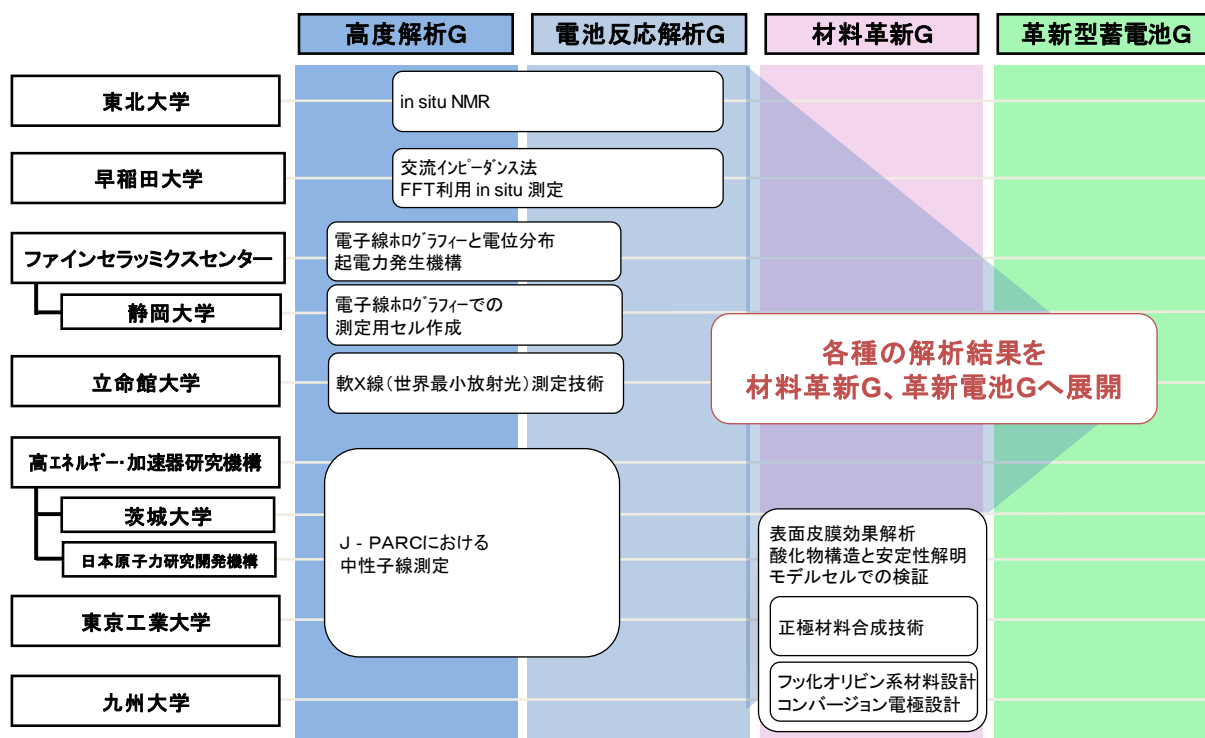 高度解析G
電池反応解析G
材料革新G
革新型蓄電池G
東北大学
in situ NMR
早稲田大学
交流インピーダンス法
FFT利用 in situ 測定
ファインセラッミクスセンター
電子線ホログラフィーと電位分布
起電力発生機構
静岡大学
電子線ホログラフィーでの
測定用セル作成
各種の解析結果を
材料革新G、革新電池Gへ展開
立命館大学
軟X線(世界最小放射光)測定技術
高エネルギー・加速器研究機構
茨城大学
日本原子力研究開発機構
J - PARCにおける
中性子線測定
表面皮膜効果解析
酸化物構造と安定性解明
モデルセルでの検証
東京工業大学
正極材料合成技術
九州大学
フッ化オリビン系材料設計
コンバージョン電極設計